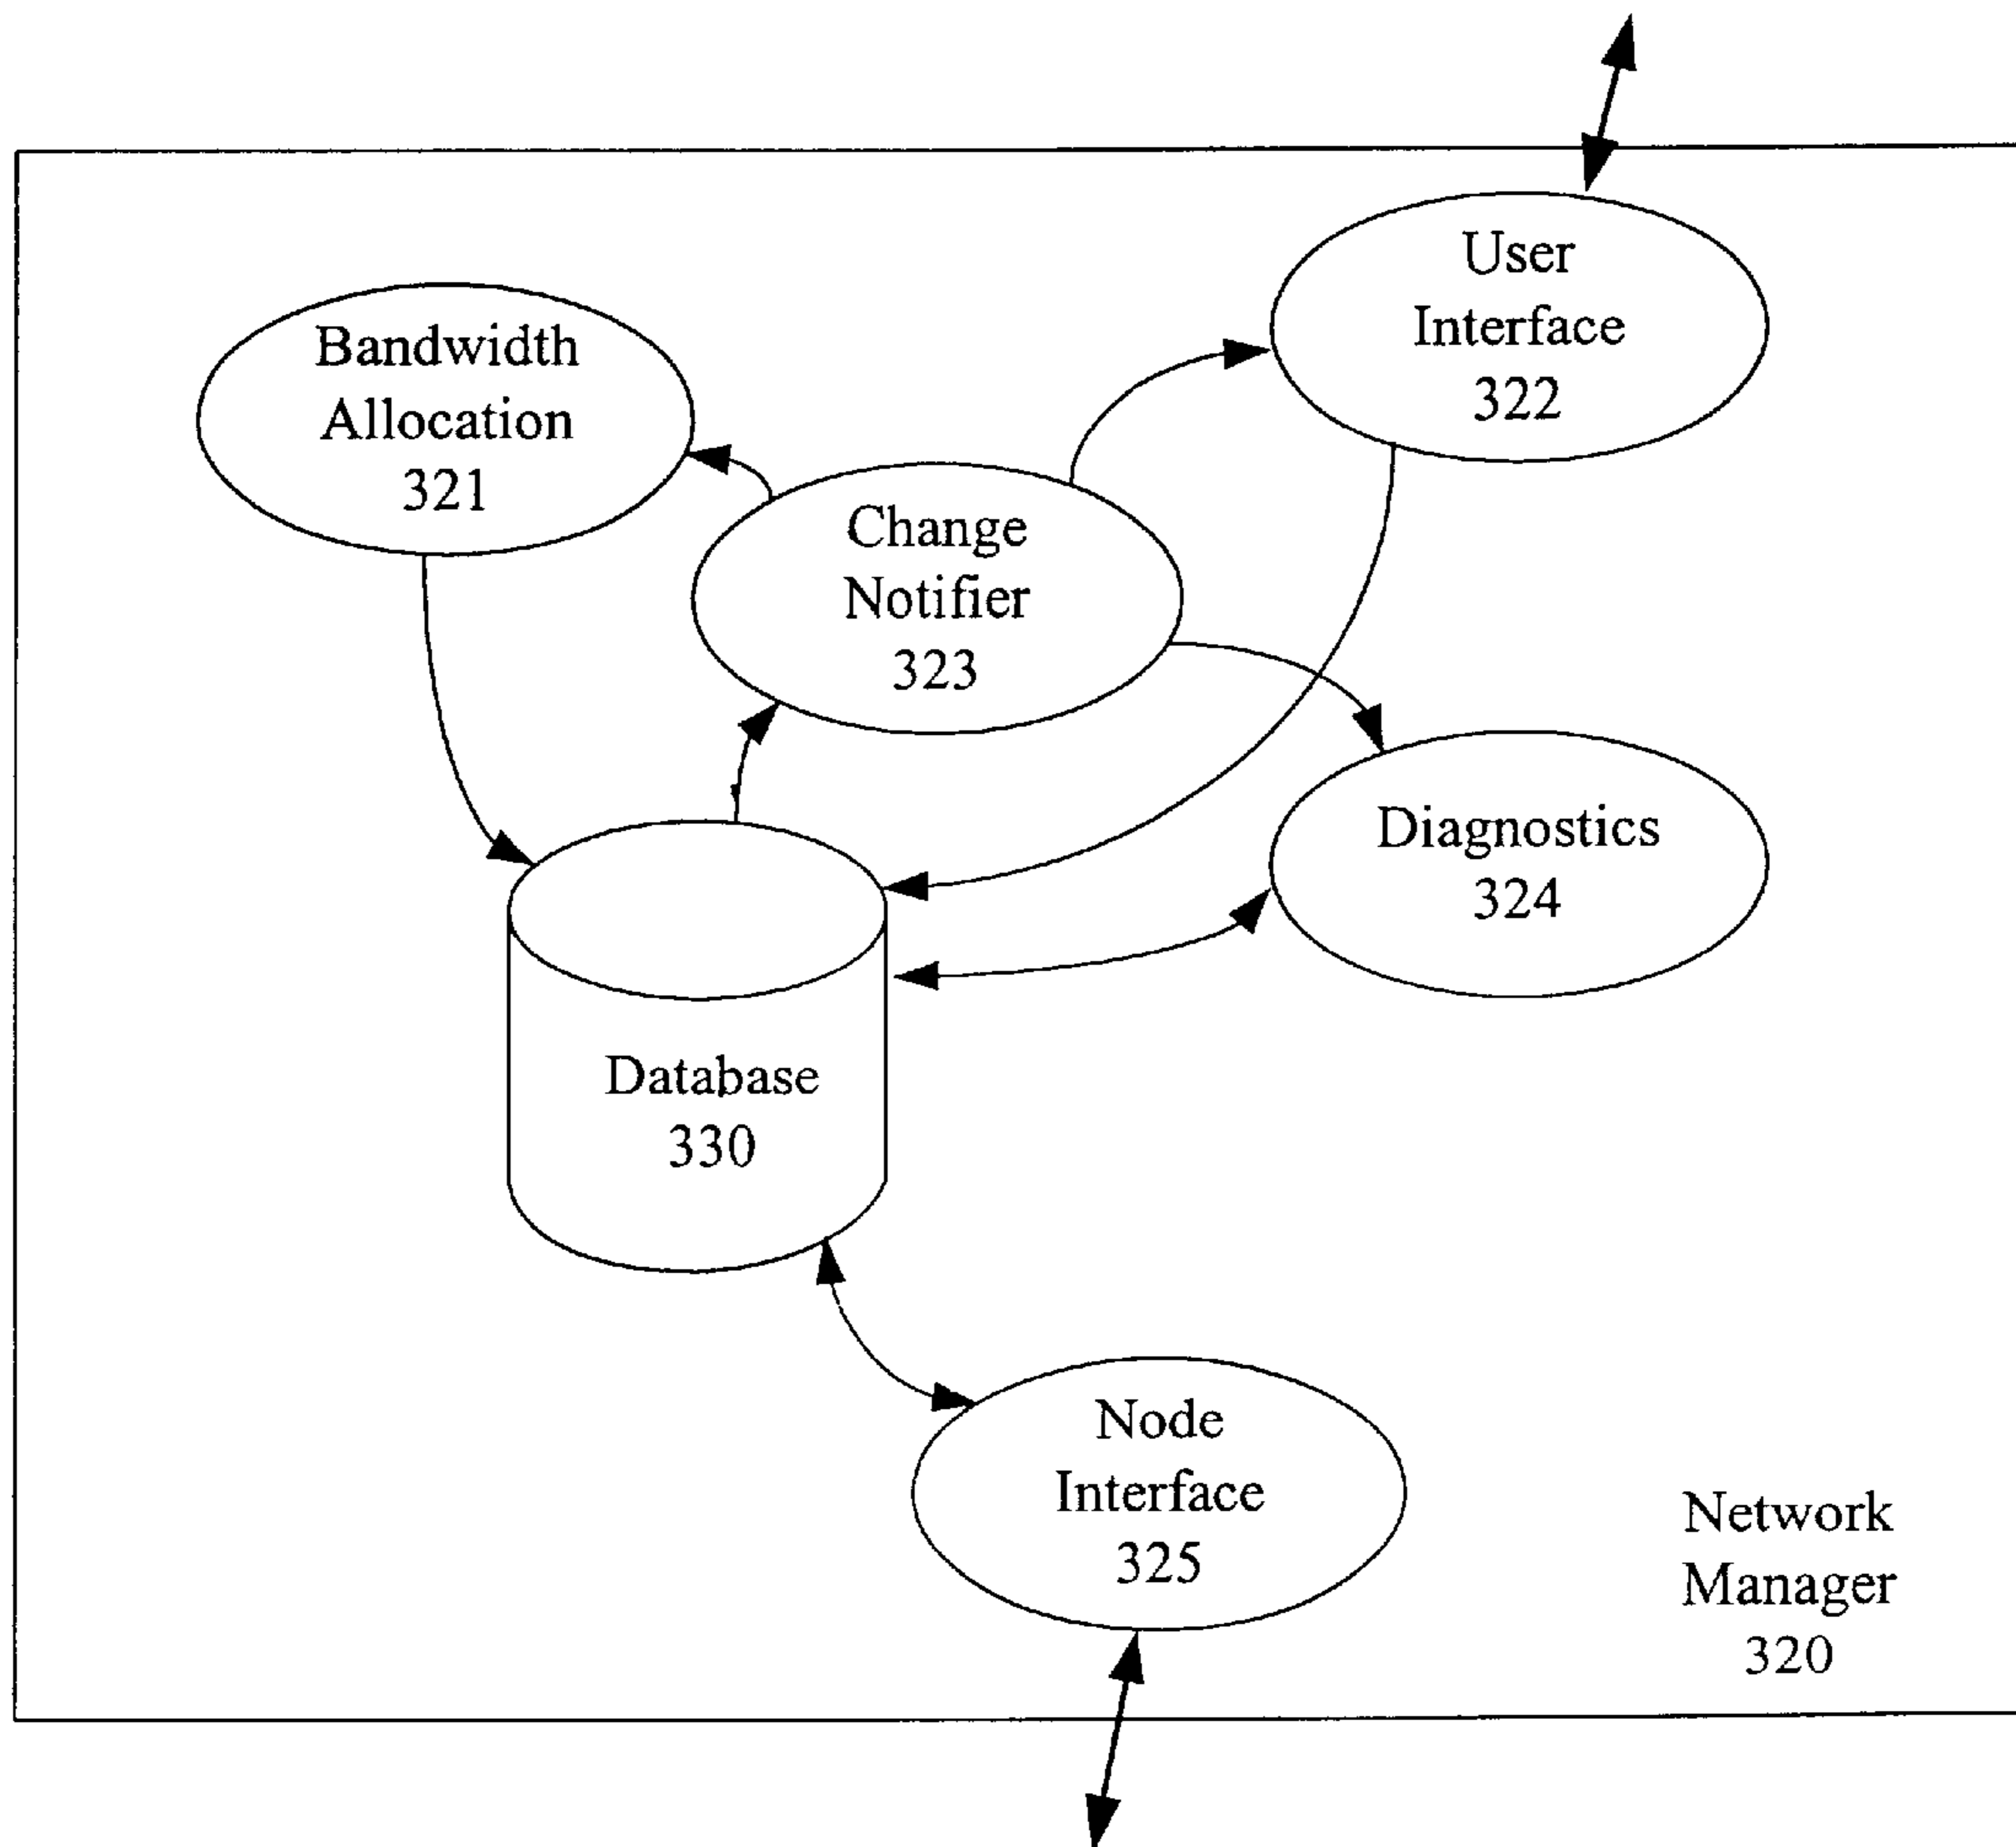 User
Interface
322
Bandwidth
Allocation
321
Change
Notifier
323
Diagnostics
324
Database
330
Node
Interface
325
Network
Manager
320